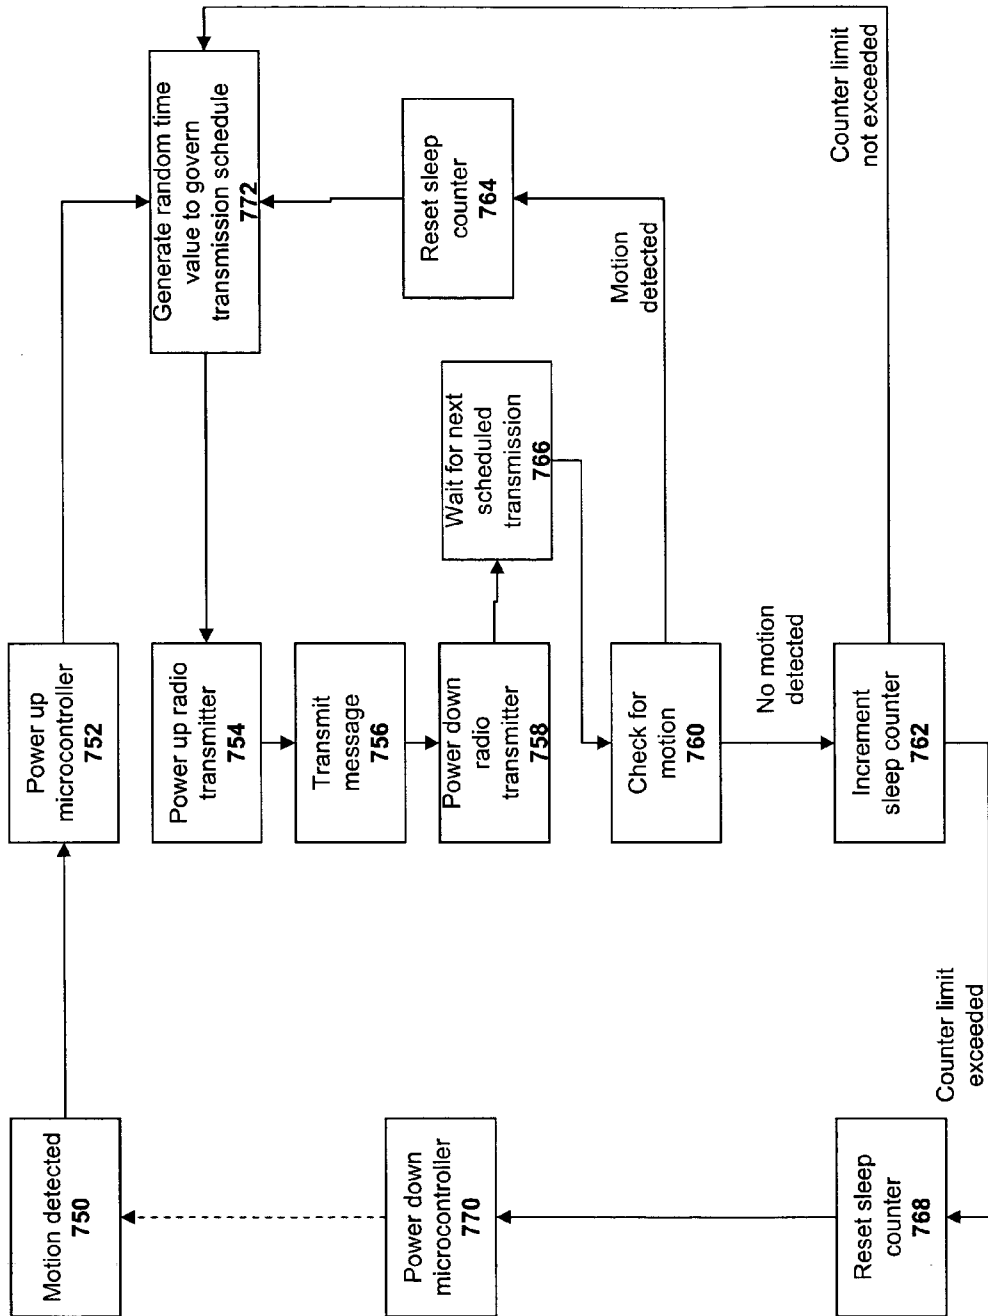 Motion detected
750
Power up
microcontroller
752
Generate random time
value to govern
transmission schedule
772
Power up radio
transmitter
754
Transmit
message
756
Power down
radio
transmitter
758
Wait for next
scheduled
transmission
766
Reset sleep
counter
764
Check for
motion
760
Motion
detected
No motion
detected
Increment
sleep counter
762
Counter limit
not exceeded
Counter limit
exceeded
Reset sleep
counter
768
Power down
microcontroller
770